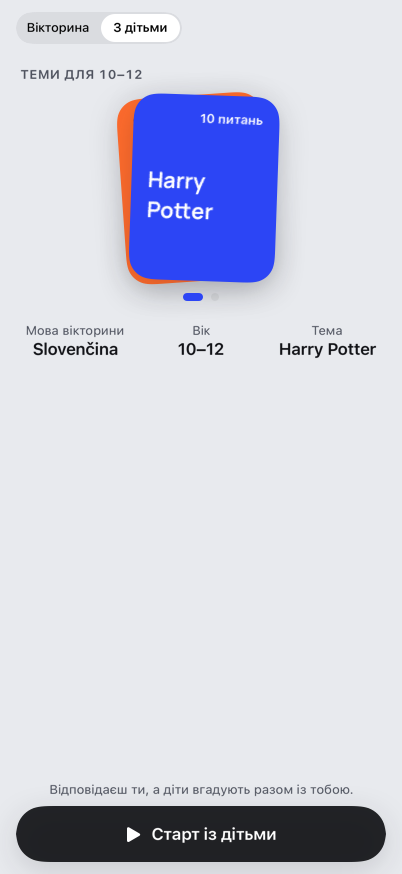 Вікторина
З дітьми
ТЕМИ ДЛЯ 10–12
10 питань
Harry
Potter
Мова вікторини
Slovenčina
Вік
10–12
Тема
Harry Potter
Відповідаєш ти, а діти вгадують разом із тобою.
Старт із дітьми